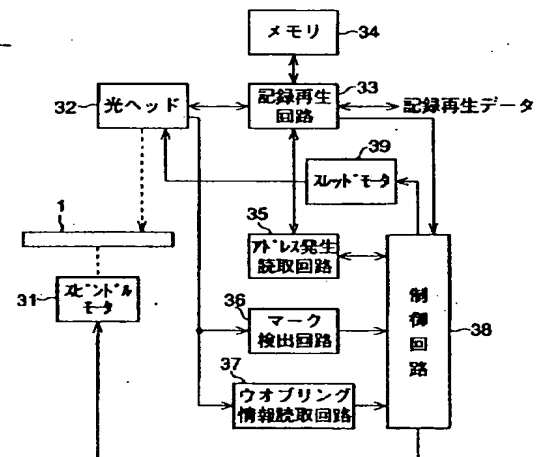 メモリ
34
33
32
光ヘッド
記録再生
回路
記録再生データ
39
スレッドモータ
1
35
アドレス発生
読取回路
31
スピンドル
モータ
36
マーク
検出回路
制
御
回
路
38
37
ウオブリング
情報読取回路